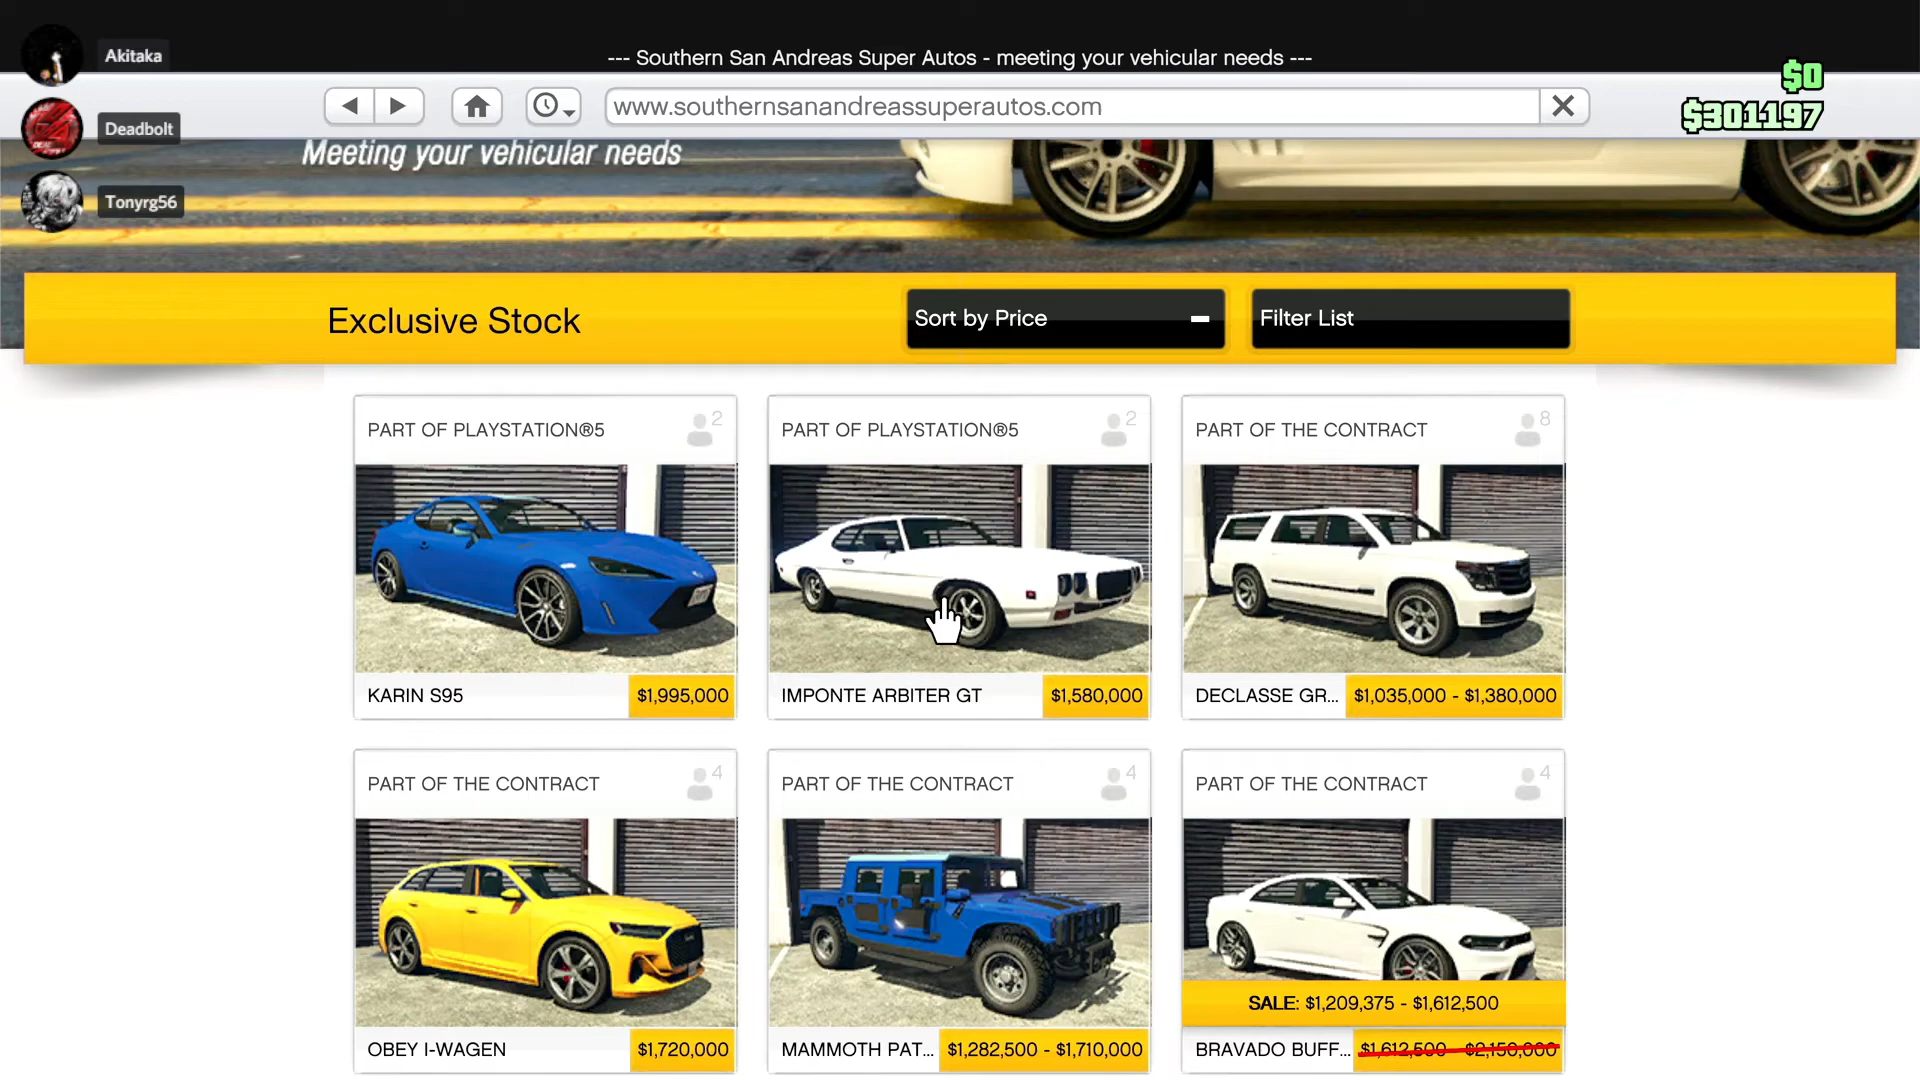 Akitaka
--- Southern San Andreas Super Autos - meeting your vehicular needs ---
$0
www.southernsanandreassuperautos.com
$301197
Deadbolt
Meeting your vehicular needs
Tonyrg56
Exclusive Stock
Sort by Price
Filter List
PART OF PLAYSTATION®5
2
PART OF PLAYSTATION®5
2
PART OF THE CONTRACT
8
KARIN S95
$1,995,000
IMPONTE ARBITER GT
$1,580,000
DECLASSE GR...
$1,035,000 - $1,380,000
PART OF THE CONTRACT
4
PART OF THE CONTRACT
4
PART OF THE CONTRACT
4
SALE: $1,209,375 - $1,612,500
OBEY I-WAGEN
$1,720,000
MAMMOTH PAT...
$1,282,500 - $1,710,000
BRAVADO BUFF...
$1,612,500 - $2,150,000